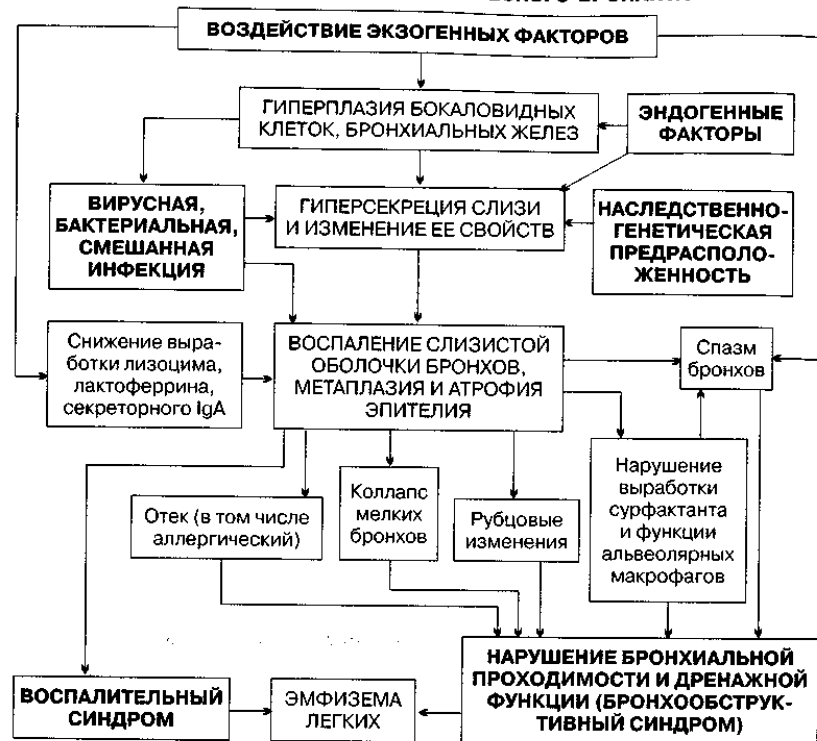 ВОЗДЕЙСТВИЕ ЭКЗОГЕННЫХ ФАКТОРОВ
ГИПЕРПЛАЗИЯ БОКАЛОВИДНЫХ
КЛЕТОК, БРОНХИАЛЬНЫХ ЖЕЛЕЗ
ЭНДОГЕННЫЕ
ФАКТОРЫ
ВИРУСНАЯ,
БАКТЕРИАЛЬНАЯ,
СМЕШАННАЯ
ИНФЕКЦИЯ
ГИПЕРСЕКРЕЦИЯ СЛИЗИ
И ИЗМЕНЕНИЕ ЕЕ СВОЙСТВ
НАСЛЕДСТВЕННО-
ГЕНЕТИЧЕСКАЯ
ПРЕДРАСПОЛО-
ЖЕННОСТЬ
Снижение выра-
ботки лизоцима,
лактоферрина,
секреторного IgA
ВОСПАЛЕНИЕ СЛИЗИСТОЙ
ОБОЛОЧКИ БРОНХОВ,
МЕТАПЛАЗИЯ И АТРОФИЯ
ЭПИТЕЛИЯ
Спазм
бронхов
Отек (в том числе
аллергический)
Коллапс
мелких
бронхов
Рубцовые
изменения
Нарушение
выработки
сурфактанта
и функции
альвеолярных
макрофагов
ВОСПАЛИТЕЛЬНЫЙ
СИНДРОМ
ЭМФИЗЕМА
ЛЕГКИХ
НАРУШЕНИЕ БРОНХИАЛЬНОЙ
ПРОХОДИМОСТИ И ДРЕНАЖНОЙ
ФУНКЦИИ (БРОНХООБСТРУК-
ТИВНЫЙ СИНДРОМ)